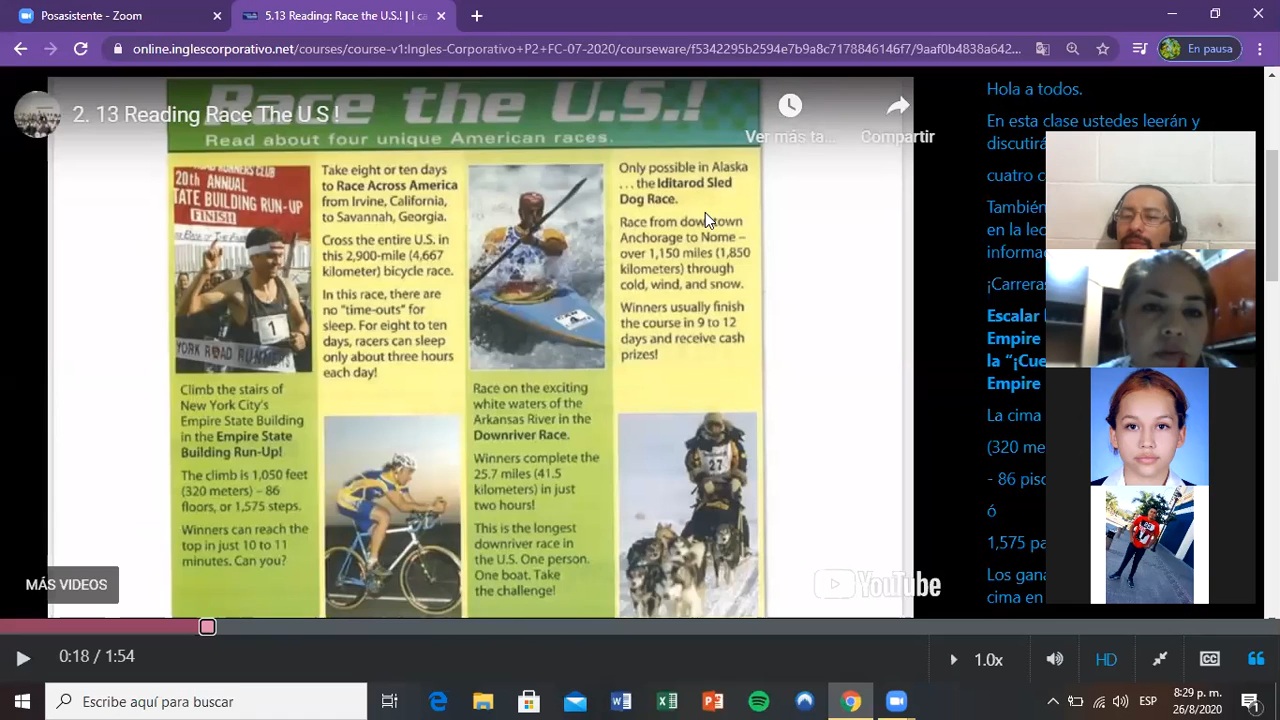 Posasistente - Zoom
5.13 Reading: Race the U.S.! | I ca
online.inglescorporativo.net/courses/course-v1:Ingles-Corporativo+P2+FC-07-2020/courseware/f5342295b2594e7b9a8c7178846146f7/9aaf0b4838a642...
En pausa
2. 13 Reading Race The U S !
Race the U.S.!
Read about four unique American races.
Ver más ta...
Compartir
20th ANNUAL
TATE BUILDING RUN-UP
FINISH
1
YORK ROAD RUNNERS
Climb the stairs of
New York City's
Empire State Building
in the Empire State
Building Run-Up!
The climb is 1,050 feet
(320 meters) – 86
floors, or 1,575 steps.
Winners can reach the
top in just 10 to 11
minutes. Can you?
Take eight or ten days
to Race Across America
from Irvine, California,
to Savannah, Georgia.
Cross the entire U.S. in
this 2,900-mile (4,667
kilometer) bicycle race.
In this race, there are
no "time-outs" for
sleep. For eight to ten
days, racers can sleep
only about three hours
each day!
Race on the exciting
white waters of the
Arkansas River in the
Downriver Race.
Winners complete the
25.7 miles (41.5
kilometers) in just
two hours!
This is the longest
downriver race in
the U.S. One person.
One boat. Take
the challenge!
Only possible in Alaska
. . . the Iditarod Sled
Dog Race.
Race from downtown
Anchorage to Nome –
over 1,150 miles (1,850
kilometers) through
cold, wind, and snow.
Winners usually finish
the course in 9 to 12
days and receive cash
prizes!
27
MÁS VIDEOS
YouTube
Hola a todos.
En esta clase ustedes leerán y
discutirá
cuatro c
Tambié
en la lec
informa
¡Carrera
Escalar
Empire
la "¡Cue
Empire
La cima
(320 me
- 86 piso
ó
1,575 pa
Los gana
cima en
0:18 / 1:54
1.0x
HD
Escribe aquí para buscar
ESP
8:29 p. m.
26/8/2020
1